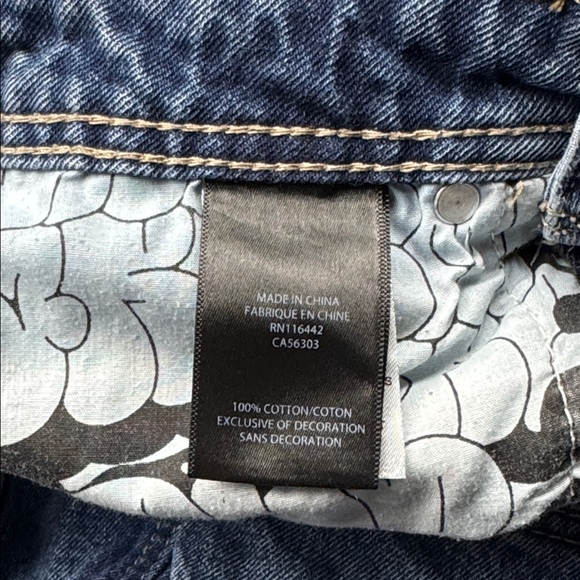 MADE IN CHINA
FABRIQUE EN CHINE
RN116442
CA56303
100% COTTON/COTON
EXCLUSIVE OF DECORATION
SANS DECORATION